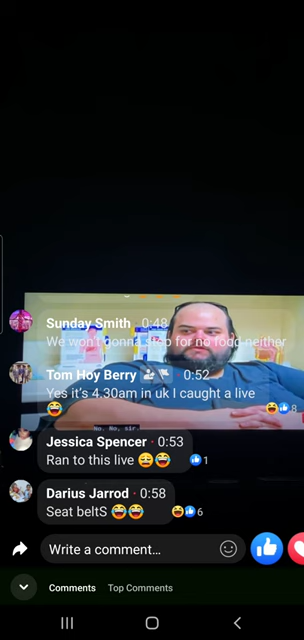 Sunday Smith · 0:48
We won't gonna stop for no food neither
Tom Hoy Berry 0:52
Yes it's 4.30am in uk I caught a live
😂
😆👍8
No. No, sir.
Jessica Spencer · 0:53
Ran to this live 😩😂
👍1
Darius Jarrod · 0:58
Seat beltS 😂😂
😆👍6
Write a comment...
Comments
Top Comments